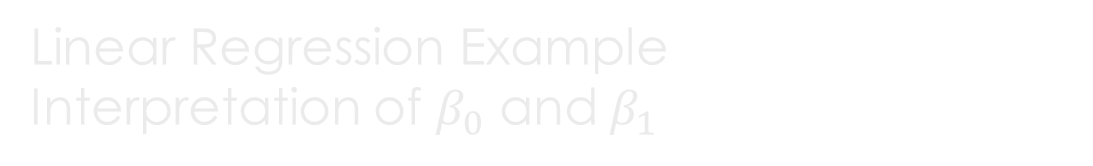 Linear Regression Example
Interpretation of 𝛽₀ and 𝛽₁